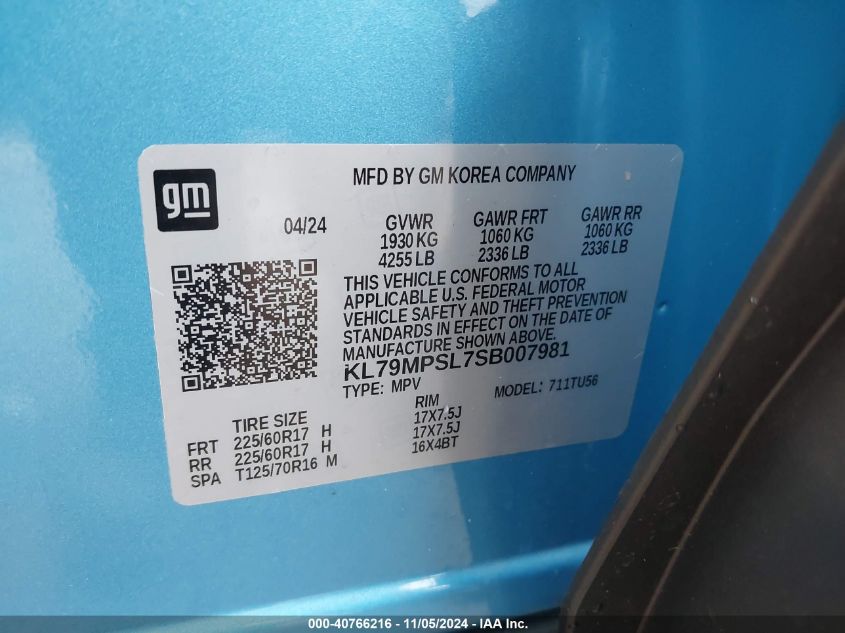 gm
MFD BY GM KOREA COMPANY
04/24
GVWR GAWR FRT GAWR RR
1930 KG 1060 KG 1060 KG
4255 LB 2336 LB 2336 LB
THIS VEHICLE CONFORMS TO ALL
APPLICABLE U.S. FEDERAL MOTOR
VEHICLE SAFETY AND THEFT PREVENTION
STANDARDS IN EFFECT ON THE DATE OF
MANUFACTURE SHOWN ABOVE.
KL79MPSL7SB007981
TYPE: MPV MODEL: 711TU56
TIRE SIZE RIM
FRT 225/60R17 H 17X7.5J
RR 225/60R17 H 17X7.5J
SPA T125/70R16 M 16X4BT
000-40766216 - 11/05/2024 - IAA Inc.